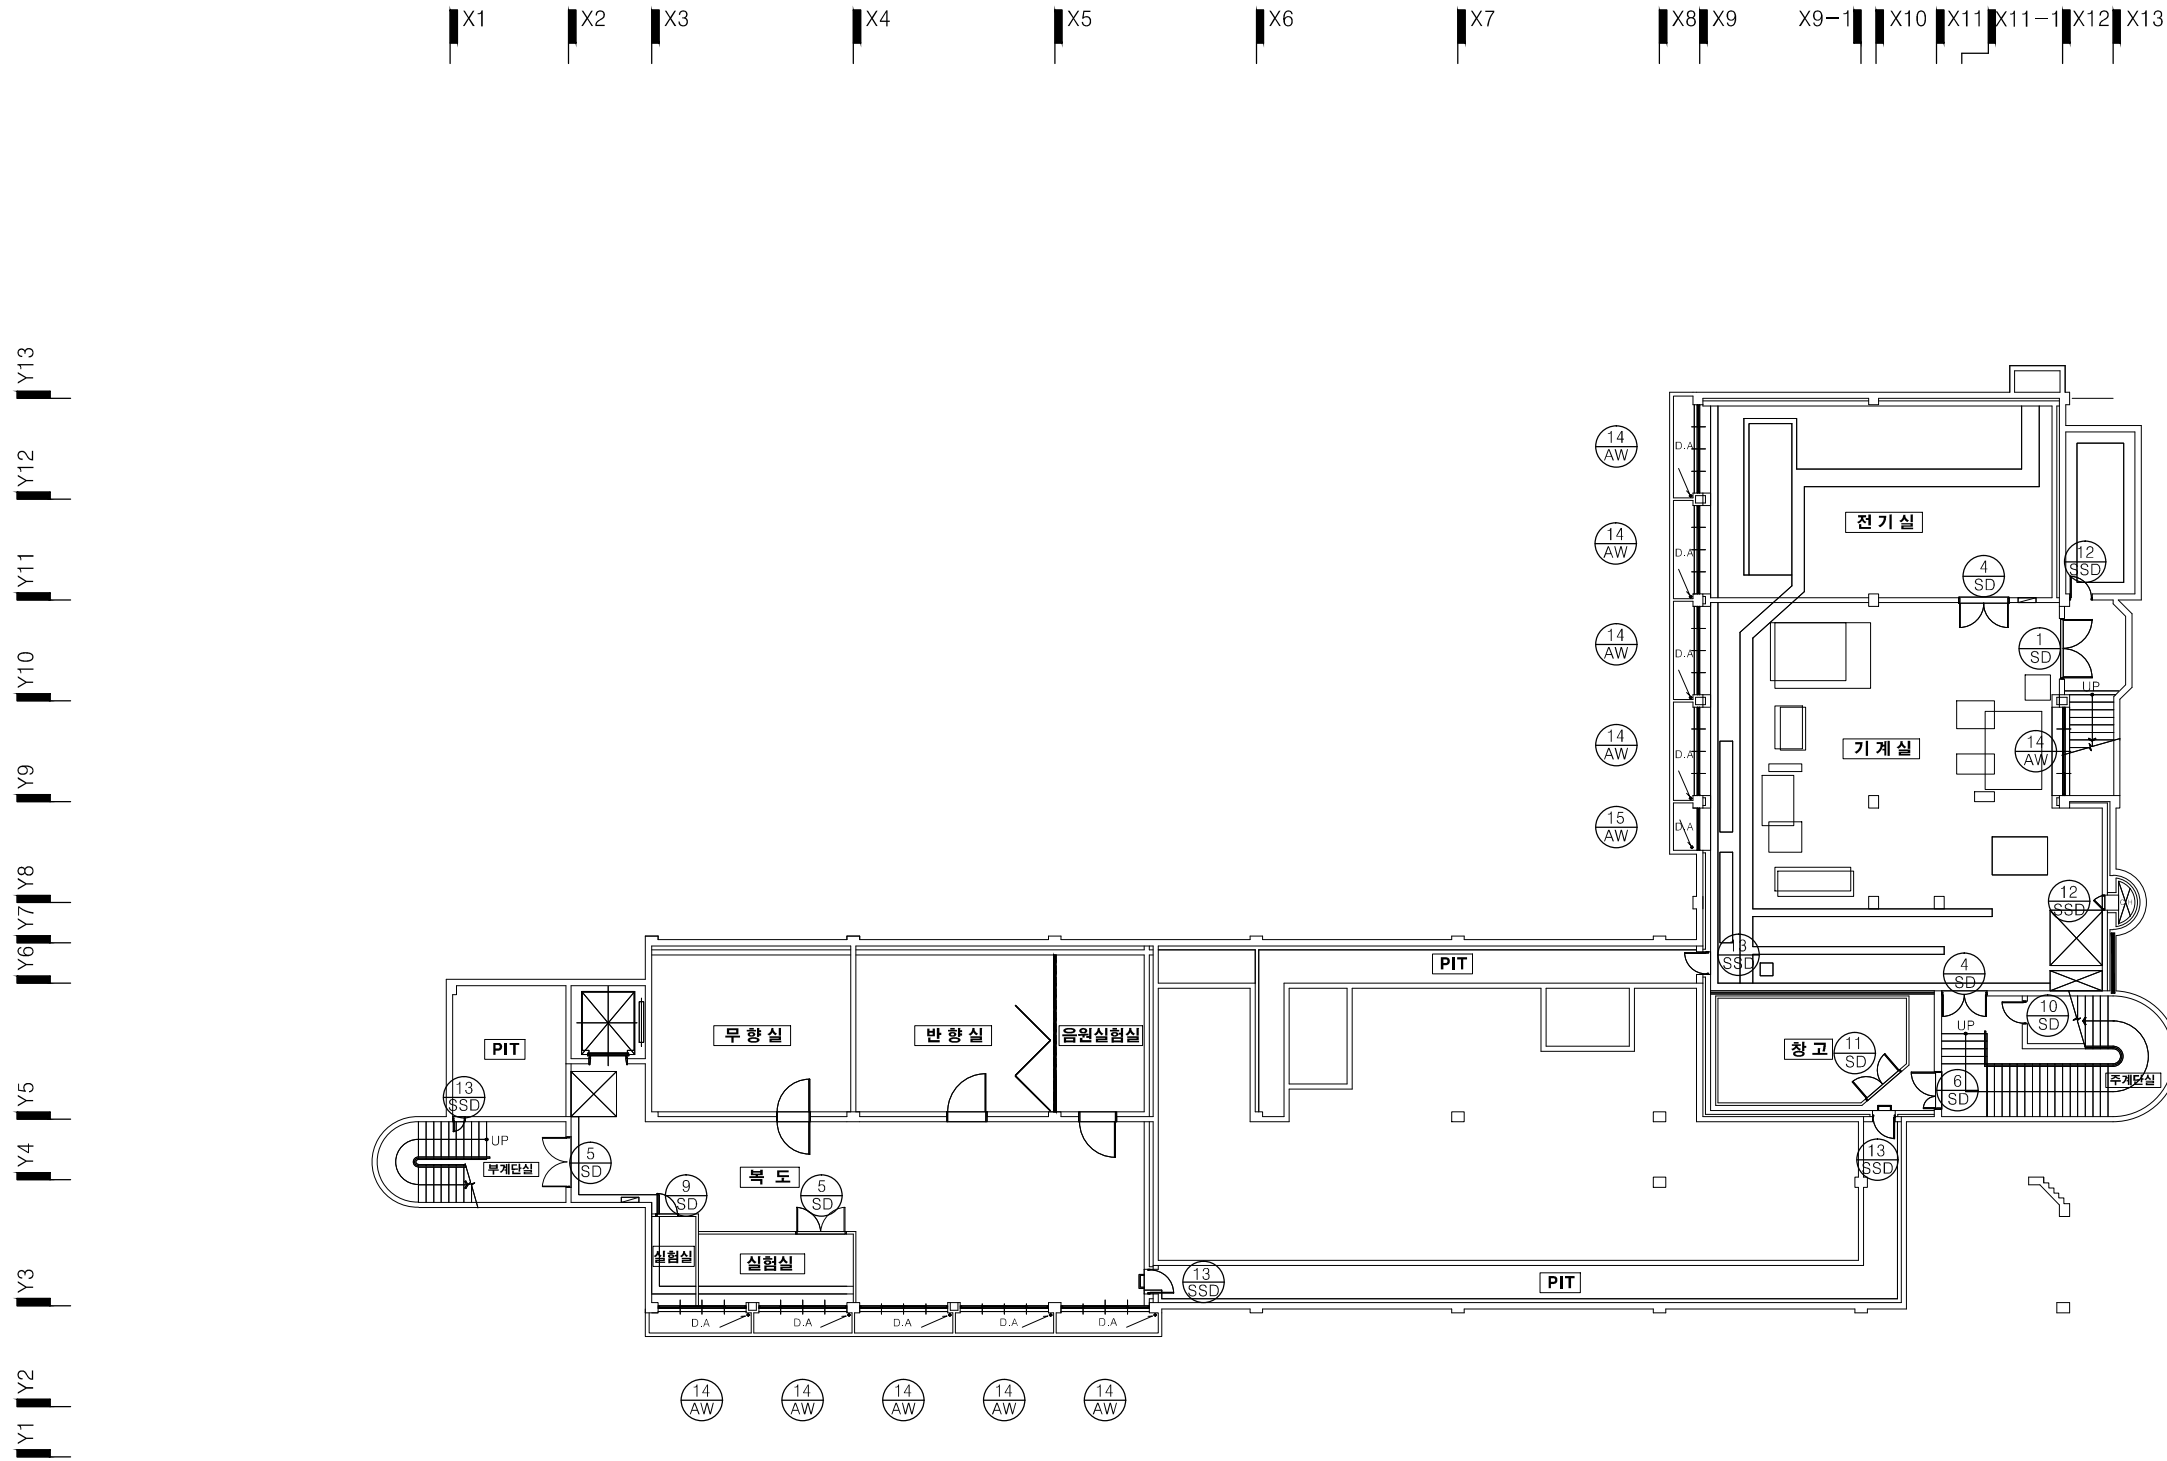 X1 X2 X3 X4 X5 X6 X7 X8 X9 X9-1 X10 X11 X11-1 X12 X13
Y13
Y12
Y11
Y10
Y9
Y8
Y7
Y6
Y5
Y4
Y3
Y2
Y1
14
AW
D.A
전 기 실
14
AW
D.A
12
SSD
4
SD
14
AW
D.A
1
SD
UP
14
AW
D.A
기 계 실
14
AW
15
AW
D.A
12
SSD
13
SSD
PIT
4
SD
10
SD
UP
PIT
무 향 실
반 향 실
음원실험실
창 고
11
SD
6
SD
주계단실
13
SSD
UP
부계단실
5
SD
복 도
9
SD
5
SD
13
SSD
실험실
실험실
13
SSD
PIT
D.A D.A D.A D.A D.A
14
AW
14
AW
14
AW
14
AW
14
AW